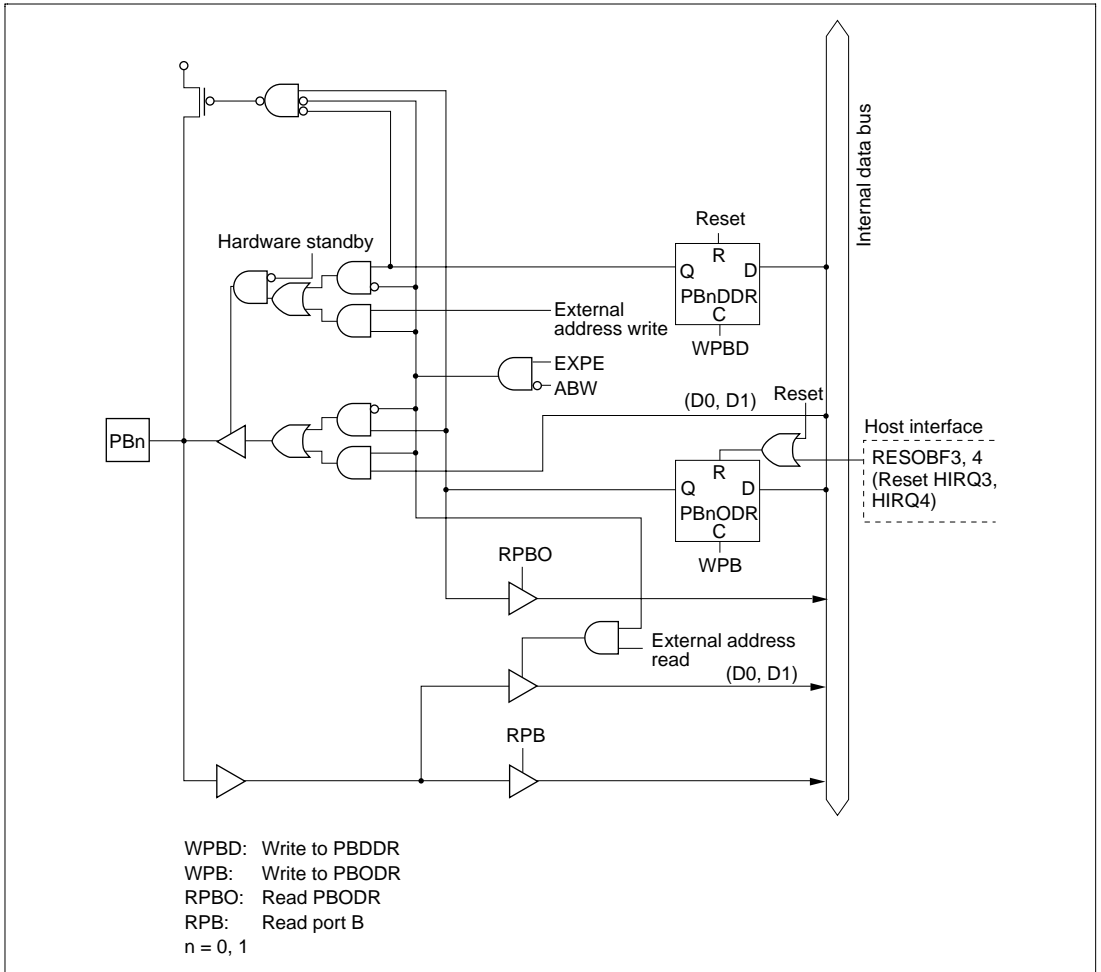 Internal data bus
Reset
Hardware standby
R
Q
D
PBnDDR
C
External
address write
WPBD
EXPE
ABW
Reset
(D0, D1)
Host interface
PBn
RESOBF3, 4
(Reset HIRQ3,
HIRQ4)
R
Q
D
PBnODR
C
WPB
RPBO
External address
read
(D0, D1)
RPB
WPBD: Write to PBDDR
WPB: Write to PBODR
RPBO: Read PBODR
RPB: Read port B
n = 0, 1